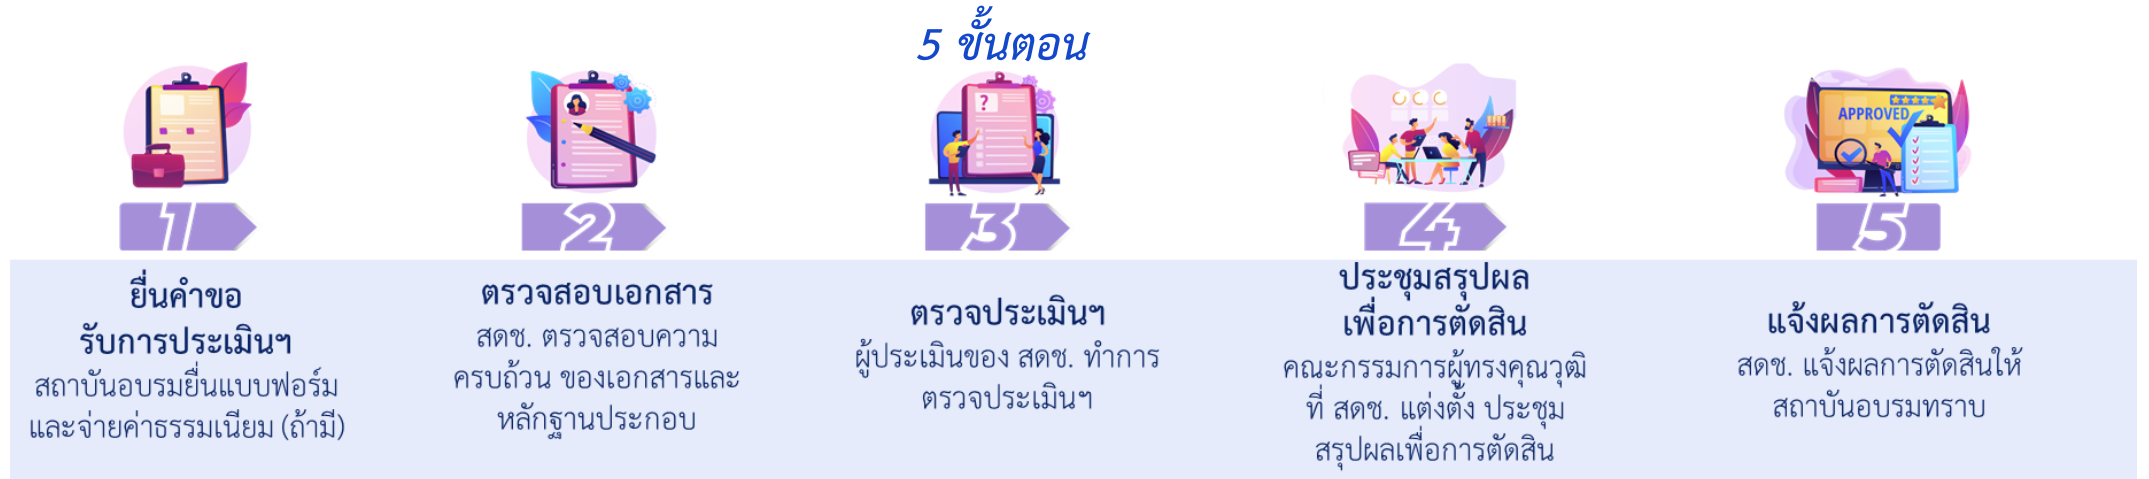 5 ขั้นตอน
?
APPROVED
1
2
3
4
5
ยื่นคำขอ
รับการประเมินฯ
สถาบันอบรมยื่นแบบฟอร์ม
และจ่ายค่าธรรมเนียม (ถ้ามี)
ตรวจสอบเอกสาร
สดช. ตรวจสอบความ
ครบถ้วน ของเอกสารและ
หลักฐานประกอบ
ตรวจประเมินฯ
ผู้ประเมินของ สดช. ทำการ
ตรวจประเมินฯ
ประชุมสรุปผล
เพื่อการตัดสิน
คณะกรรมการผู้ทรงคุณวุฒิ
ที่ สดช. แต่งตั้ง ประชุม
สรุปผลเพื่อการตัดสิน
แจ้งผลการตัดสิน
สดช. แจ้งผลการตัดสินให้
สถาบันอบรมทราบ